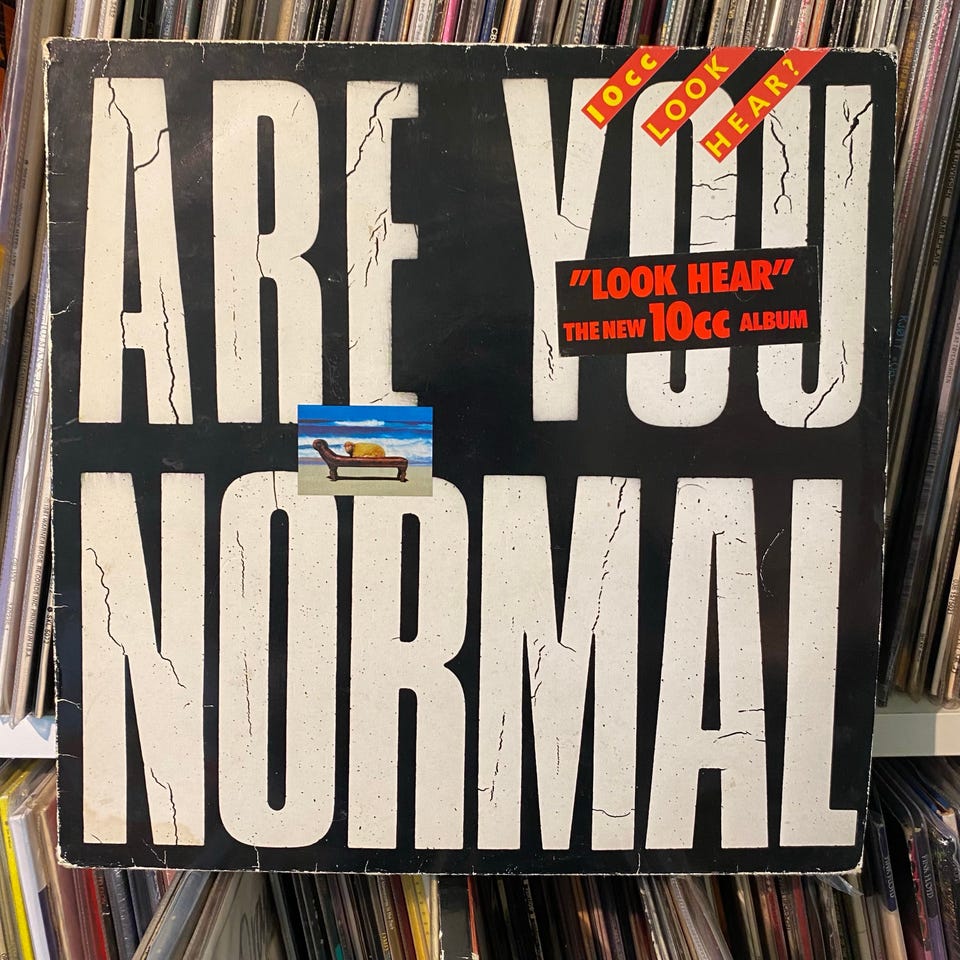 10cc
LOOK
HEAR?
ARE YOU
"LOOK HEAR"
THE NEW 10cc ALBUM
NORMAL